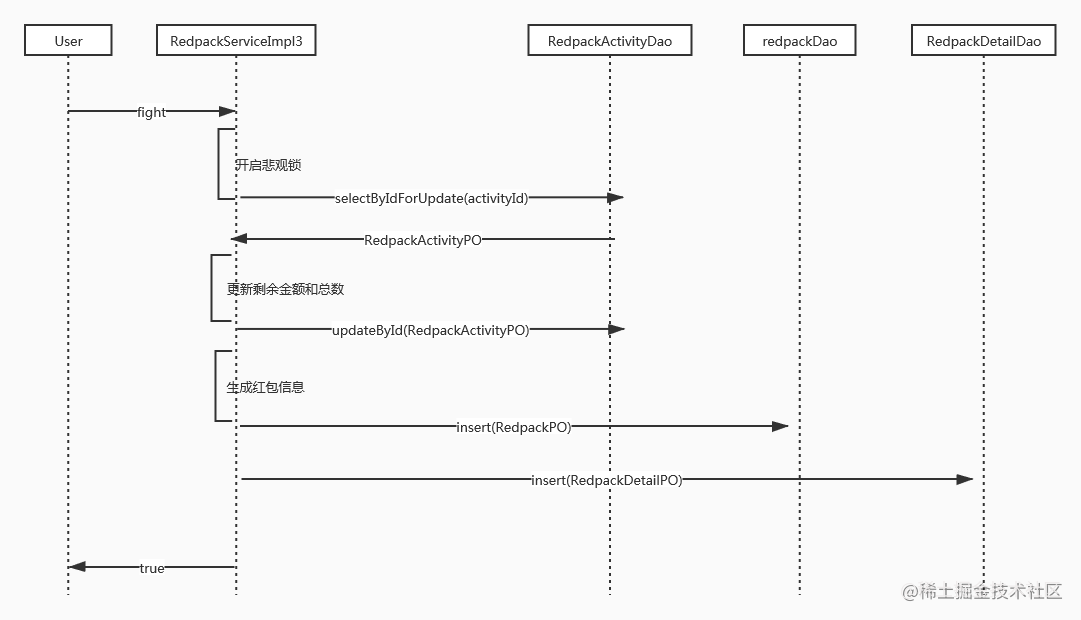 User
RedpackServiceImpl3
RedpackActivityDao
redpackDao
RedpackDetailDao
fight
开启悲观锁
selectByIdForUpdate(activityId)
RedpackActivityPO
更新剩余金额和总数
updateById(RedpackActivityPO)
生成红包信息
insert(RedpackPO)
insert(RedpackDetailPO)
true
@稀土掘金技术社区